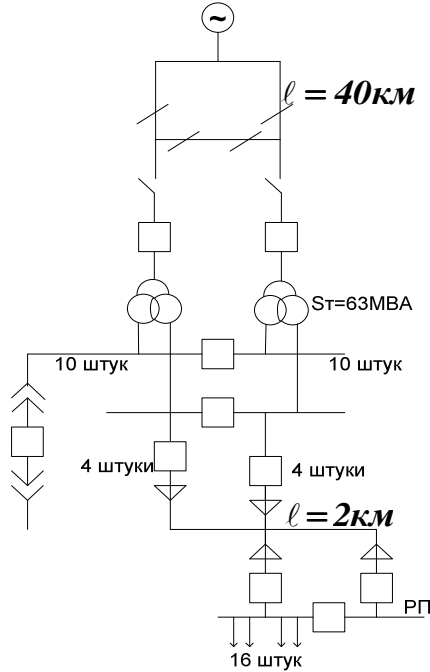 ℓ = 40км
Sт=63МВА
10 штук
10 штук
4 штуки
4 штуки
ℓ = 2км
РП
16 штук